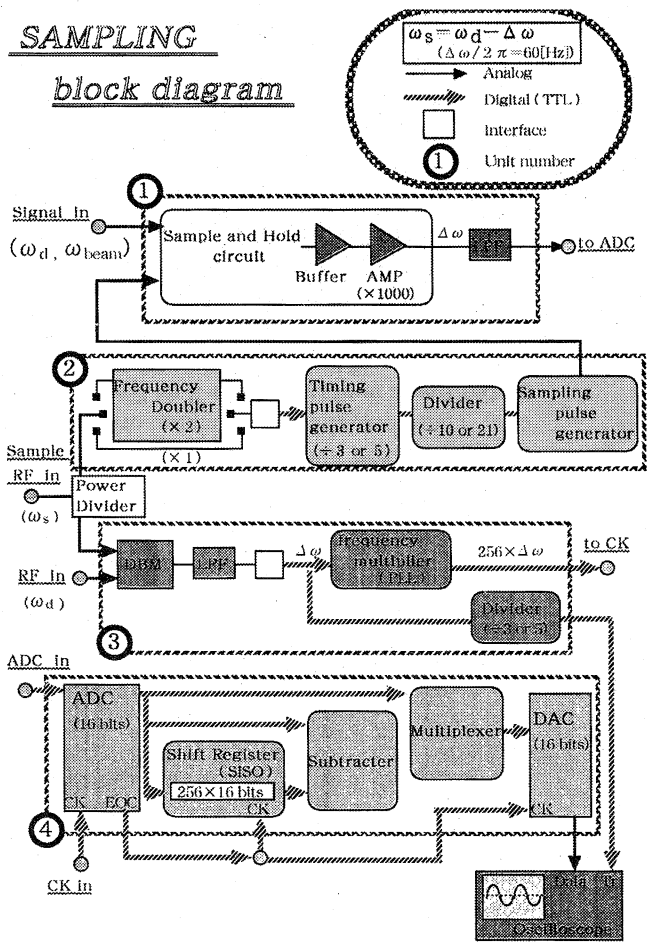 SAMPLING
block diagram
ωs=ωd−Δω
(Δω/2π=60[Hz])
Analog
Digital(TTL)
Interface
① Unit number
①
Signal in
(ωd, ωbeam)
Sample and Hold
circuit
Buffer
AMP
(×1000)
Δω
LPF
to ADC
②
Frequency
Doubler
(×2)
(×1)
Timing
pulse
generator
(÷3 or 5)
Divider
(÷10 or 21)
Sampling
pulse
generator
Sample
RF in
(ωs)
Power
Divider
RF in
(ωd)
DBM
LPF
Δω
Frequency
multiplier
(PLL)
256×Δω
to CK
Divider
(÷3 or 5)
③
ADC in
ADC
(16 bits)
CK EOC
Shift Register
(SISO)
256×16 bits
CK
Subtracter
Multiplexer
DAC
(16 bits)
CK
④
CK in
Data
Oscilloscope